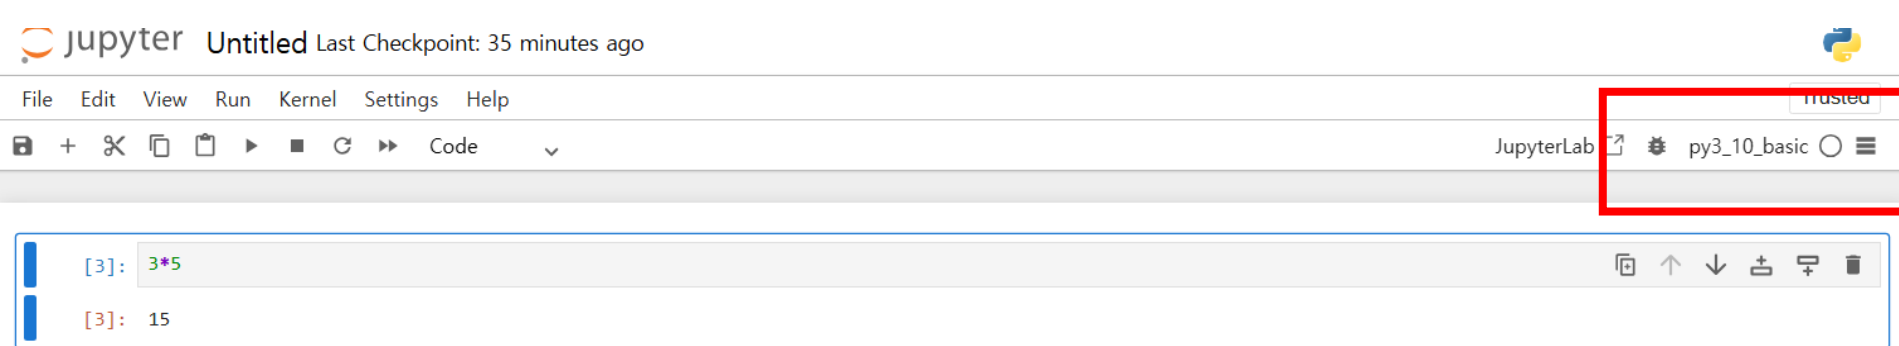 jupyter Untitled Last Checkpoint: 35 minutes ago
File Edit View Run Kernel Settings Help
Trusted
Code
JupyterLab py3_10_basic
[3]: 3*5
[3]: 15